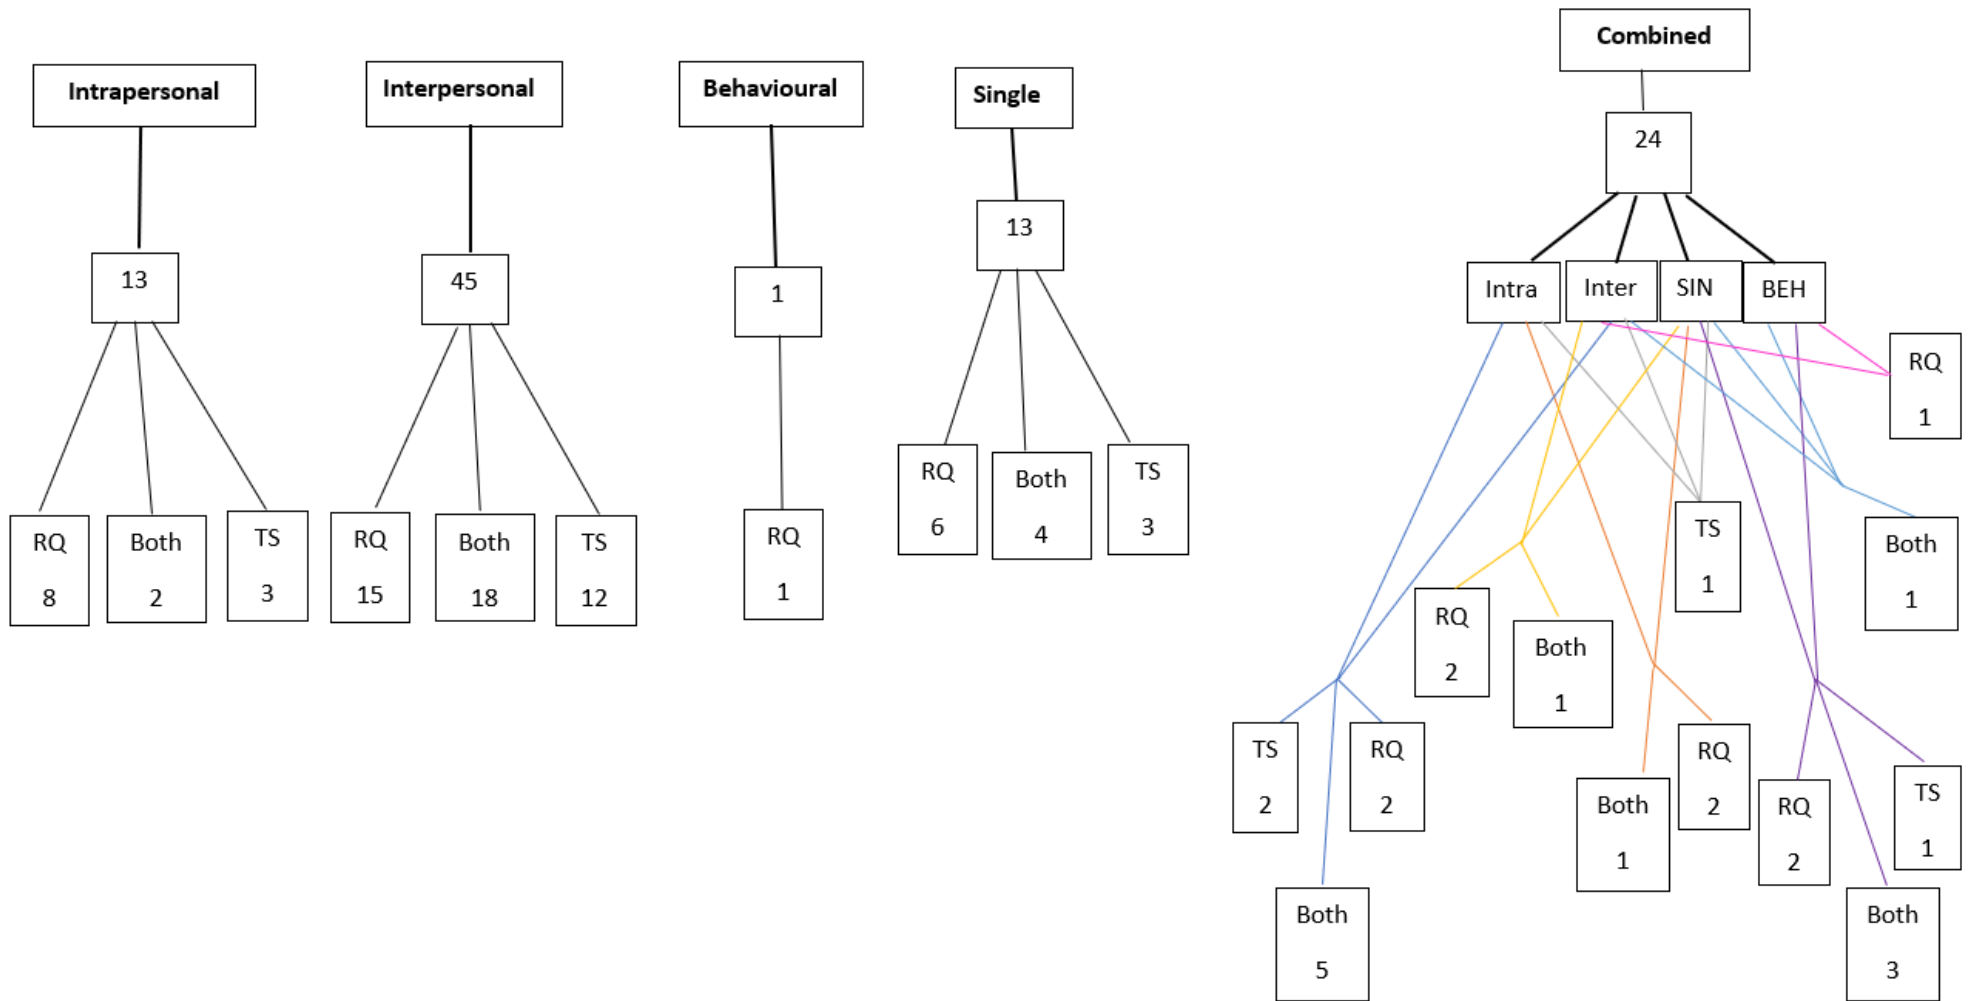 Intrapersonal
13
RQ
8
Both
2
TS
3
Interpersonal
45
RQ
15
Both
18
TS
12
Behavioural
1
RQ
1
Single
13
RQ
6
Both
4
TS
3
Combined
24
Intra
Inter
SIN
BEH
RQ
1
TS
1
Both
1
RQ
2
Both
1
TS
2
RQ
2
Both
5
Both
1
RQ
2
RQ
2
TS
1
Both
3